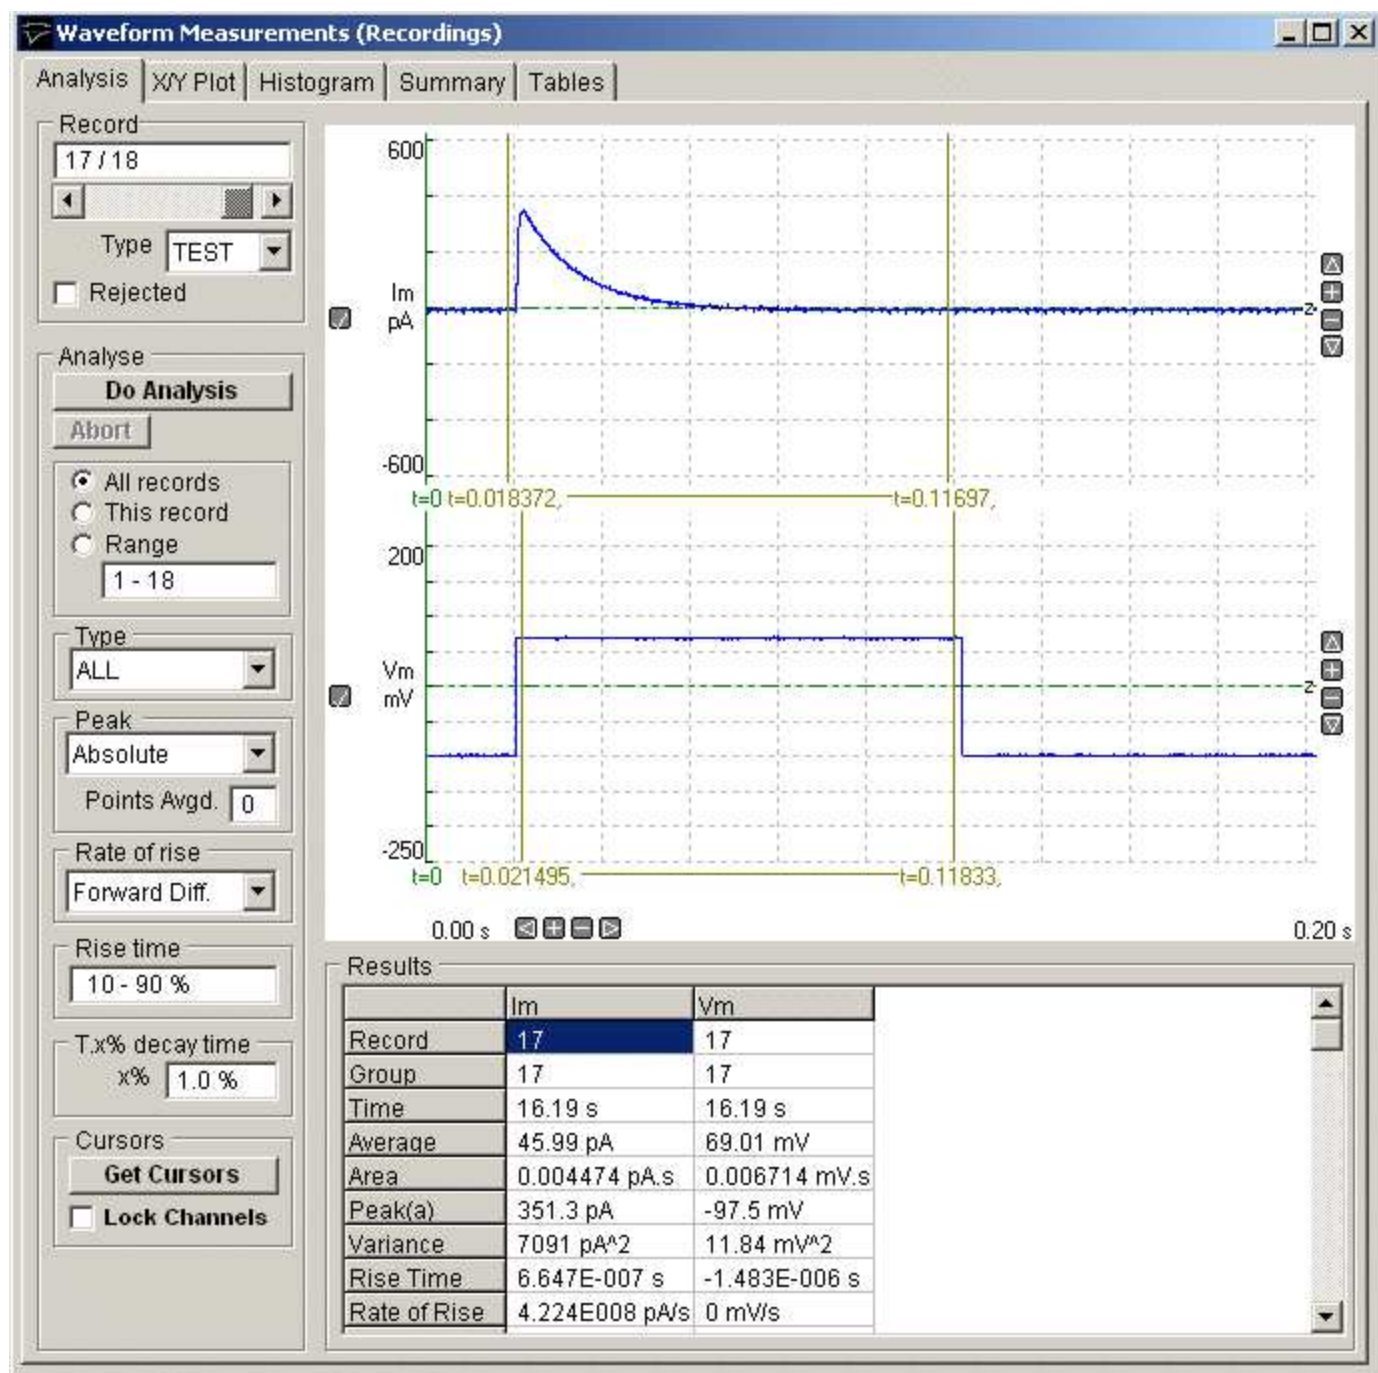 Waveform Measurements (Recordings)
Analysis X/Y Plot Histogram Summary Tables
Record
17 / 18
Type TEST
Rejected
Analyse
Do Analysis
Abort
All records
This record
Range
1 - 18
Type
ALL
Peak
Absolute
Points Avgd. 0
Rate of rise
Forward Diff.
Rise time
10 - 90 %
T.x% decay time
x% 1.0 %
Cursors
Get Cursors
Lock Channels
600
Im
pA
z
-600
t=0 t=0.018372, t=0.11697,
200
Vm
mV
z
-250
t=0 t=0.021495, t=0.11833,
0.00 s 0.20 s
Results
Im Vm
Record 17 17
Group 17 17
Time 16.19 s 16.19 s
Average 45.99 pA 69.01 mV
Area 0.004474 pA.s 0.006714 mV.s
Peak(a) 351.3 pA -97.5 mV
Variance 7091 pA^2 11.84 mV^2
Rise Time 6.647E-007 s -1.483E-006 s
Rate of Rise 4.224E008 pA/s 0 mV/s